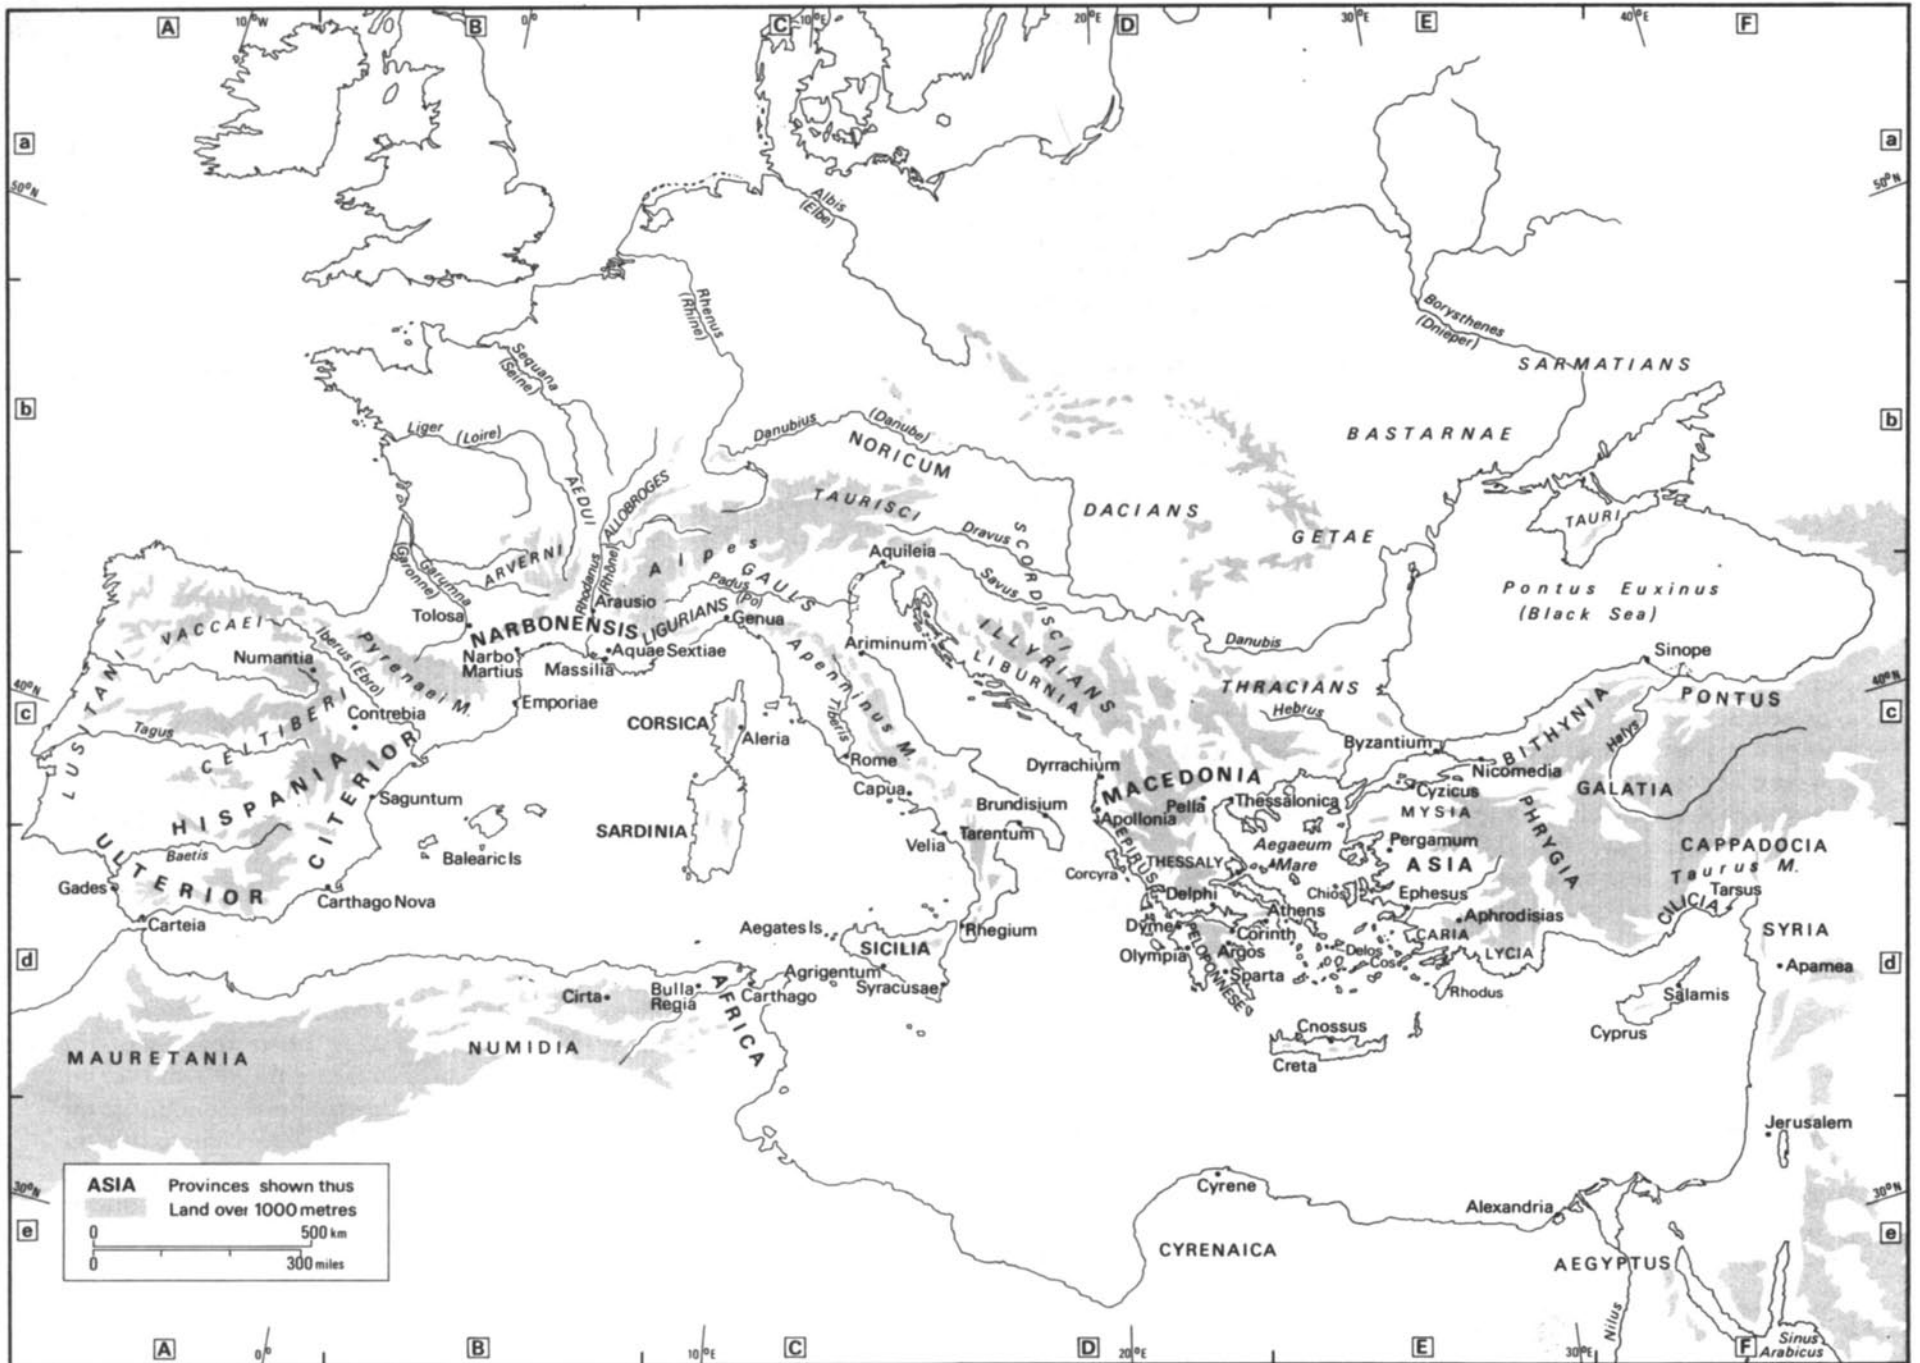 A
10°W
B
0°
C
10°E
20°E
D
30°E
E
40°E
F
a
a
50°N
50°N
Albis
(Elbe)
Rhenus
(Rhine)
Borysthenes
(Dnieper)
SARMATIANS
Sequana
(Seine)
b
b
Liger (Loire)
Danubius
(Danube)
NORICUM
BASTARNAE
AEDUI
ALLOBROGES
TAURISCI
DACIANS
TAURI
SCORDISCI
Dravus
GETAE
Garumna
(Garonne)
ARVERNI
Rhodanus
(Rhône)
Alpes
GAULS
Aquileia
Savus
Padus
(Po)
Pontus Euxinus
(Black Sea)
Tolosa
Arausio
NARBONENSIS
LIGURIANS
Genua
VACCAEI
Iberus (Ebro)
Pyrenaei M.
Narbo
Martius
Massilia
Aquae Sextiae
Ariminum
ILLYRIANS
LIBURNIA
Danubis
Sinope
Numantia
Apenninus M.
THRACIANS
PONTUS
40°N
40°N
c
c
LUSITANI
Emporiae
Contrebia
Tagus
CELTIBERI
CORSICA
Aleria
Tiberis
Hebrus
BITHYNIA
Halys
Byzantium
Rome
Dyrrachium
Nicomedia
MACEDONIA
Capua
Pella
Thessalonica
Cyzicus
GALATIA
HISPANIA
CITERIOR
Saguntum
Brundisium
Apollonia
MYSIA
PHRYGIA
SARDINIA
Velia
Tarentum
EPIRUS
Aegaeum
Mare
Pergamum
ULTERIOR
Baetis
Balearic Is
THESSALY
ASIA
CAPPADOCIA
Taurus M.
Corcyra
Gades
Carthago Nova
Delphi
Chios
Ephesus
Tarsus
CILICIA
Carteia
Aegates Is
Rhegium
Dyme
Athens
Aphrodisias
SICILIA
Corinth
CARIA
SYRIA
PELOPONNESE
Olympia
Argos
Delos
Cos
LYCIA
d
d
Agrigentum
Syracusae
Sparta
Apamea
Cirta
Bulla
Regia
Carthago
Rhodus
Salamis
AFRICA
Cnossus
Cyprus
MAURETANIA
NUMIDIA
Creta
Jerusalem
ASIA Provinces shown thus
Land over 1000 metres
0 500 km
0 300 miles
30°N
30°N
e
e
Cyrene
Alexandria
CYRENAICA
AEGYPTUS
Nilus
Sinus
Arabicus
A
0°
B
10°E
C
D
20°E
E
30°E
F